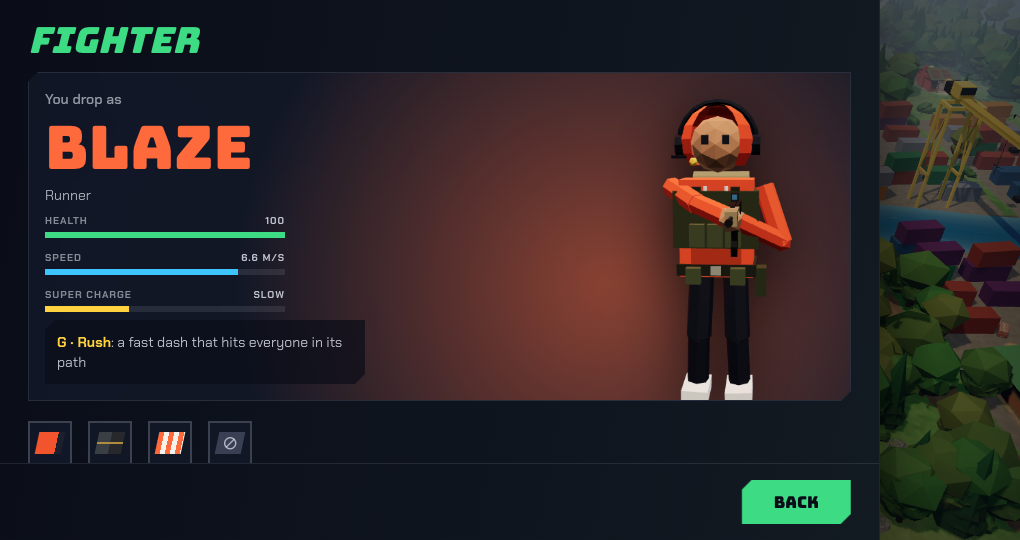 FIGHTER
You drop as
BLAZE
Runner
HEALTH 100
SPEED 6.6 M/S
SUPER CHARGE SLOW
G · Rush: a fast dash that hits everyone in its
path
BACK